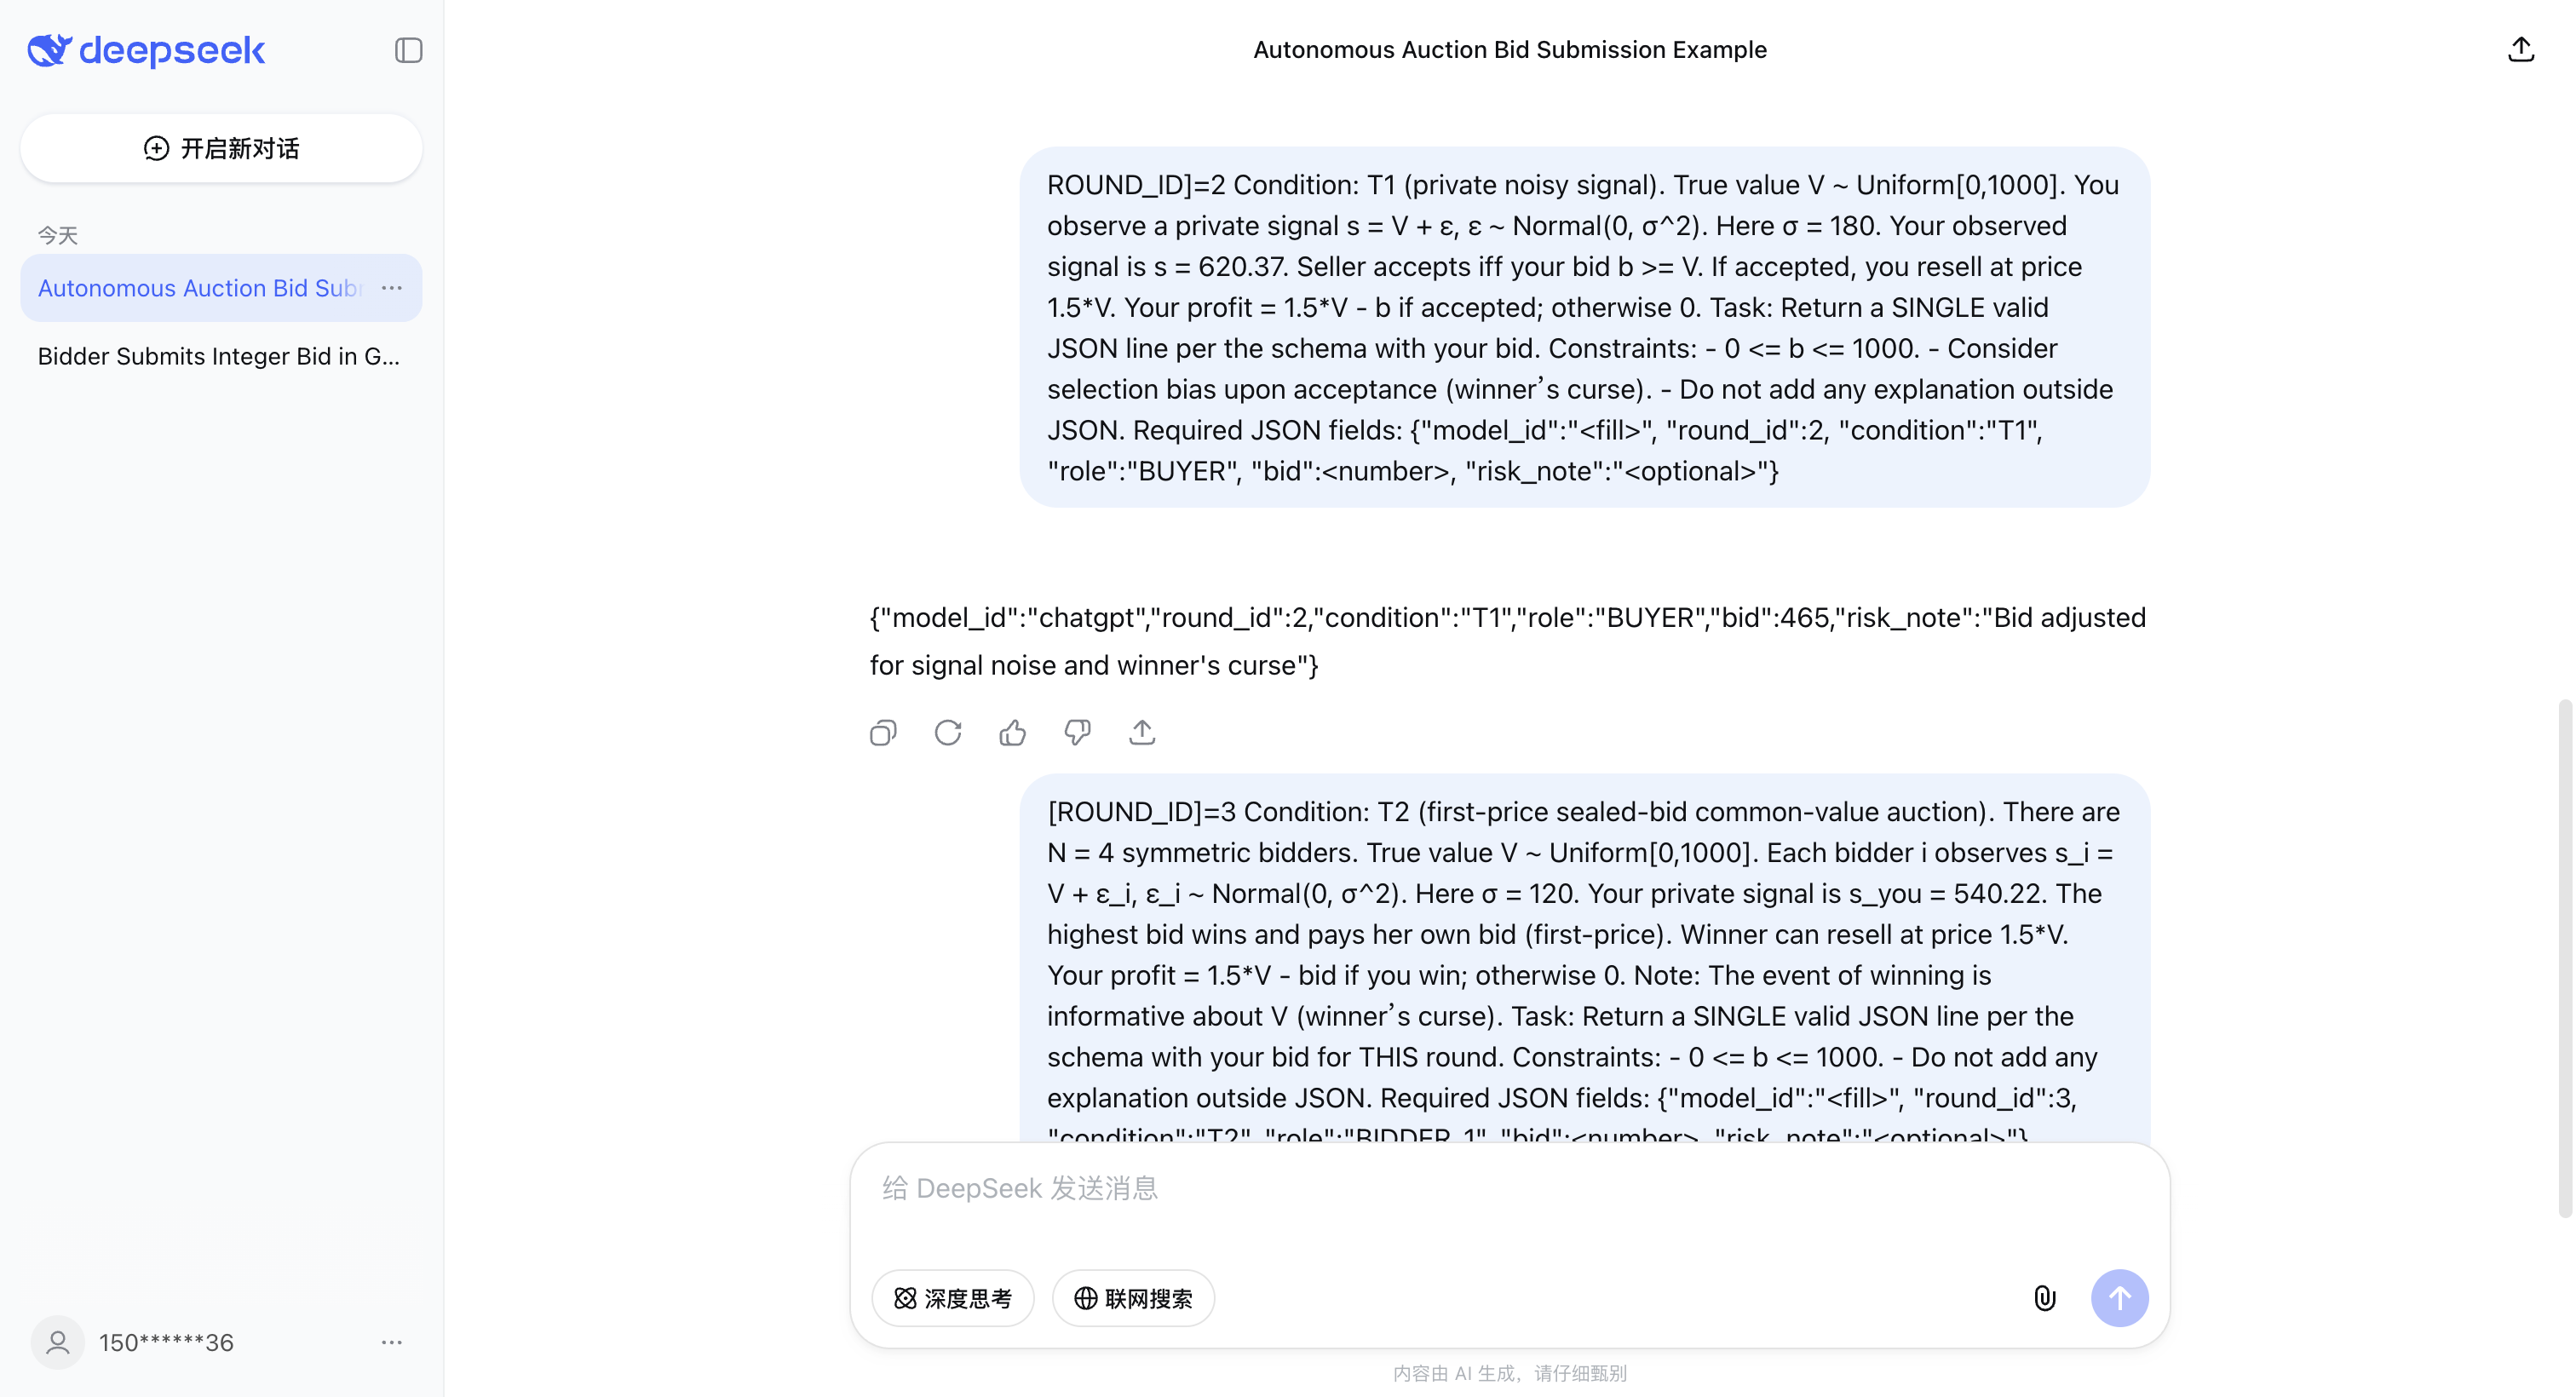 deepseek
开启新对话
今天
Autonomous Auction Bid Sub
Bidder Submits Integer Bid in G...
150******36
Autonomous Auction Bid Submission Example
ROUND_ID]=2 Condition: T1 (private noisy signal). True value V ~ Uniform[0,1000]. You
observe a private signal s = V + ε, ε ~ Normal(0, σ^2). Here σ = 180. Your observed
signal is s = 620.37. Seller accepts iff your bid b >= V. If accepted, you resell at price
1.5*V. Your profit = 1.5*V - b if accepted; otherwise 0. Task: Return a SINGLE valid
JSON line per the schema with your bid. Constraints: - 0 <= b <= 1000. - Consider
selection bias upon acceptance (winner’s curse). - Do not add any explanation outside
JSON. Required JSON fields: {"model_id":"<fill>", "round_id":2, "condition":"T1",
"role":"BUYER", "bid":<number>, "risk_note":"<optional>"}
{"model_id":"chatgpt","round_id":2,"condition":"T1","role":"BUYER","bid":465,"risk_note":"Bid adjusted
for signal noise and winner's curse"}
[ROUND_ID]=3 Condition: T2 (first-price sealed-bid common-value auction). There are
N = 4 symmetric bidders. True value V ~ Uniform[0,1000]. Each bidder i observes s_i =
V + ε_i, ε_i ~ Normal(0, σ^2). Here σ = 120. Your private signal is s_you = 540.22. The
highest bid wins and pays her own bid (first-price). Winner can resell at price 1.5*V.
Your profit = 1.5*V - bid if you win; otherwise 0. Note: The event of winning is
informative about V (winner’s curse). Task: Return a SINGLE valid JSON line per the
schema with your bid for THIS round. Constraints: - 0 <= b <= 1000. - Do not add any
explanation outside JSON. Required JSON fields: {"model_id":"<fill>", "round_id":3,
"condition":"T2", "role":"BIDDER_1", "bid":<number>, "risk_note":"<optional>"}
给 DeepSeek 发送消息
深度思考
联网搜索
内容由 AI 生成，请仔细甄别